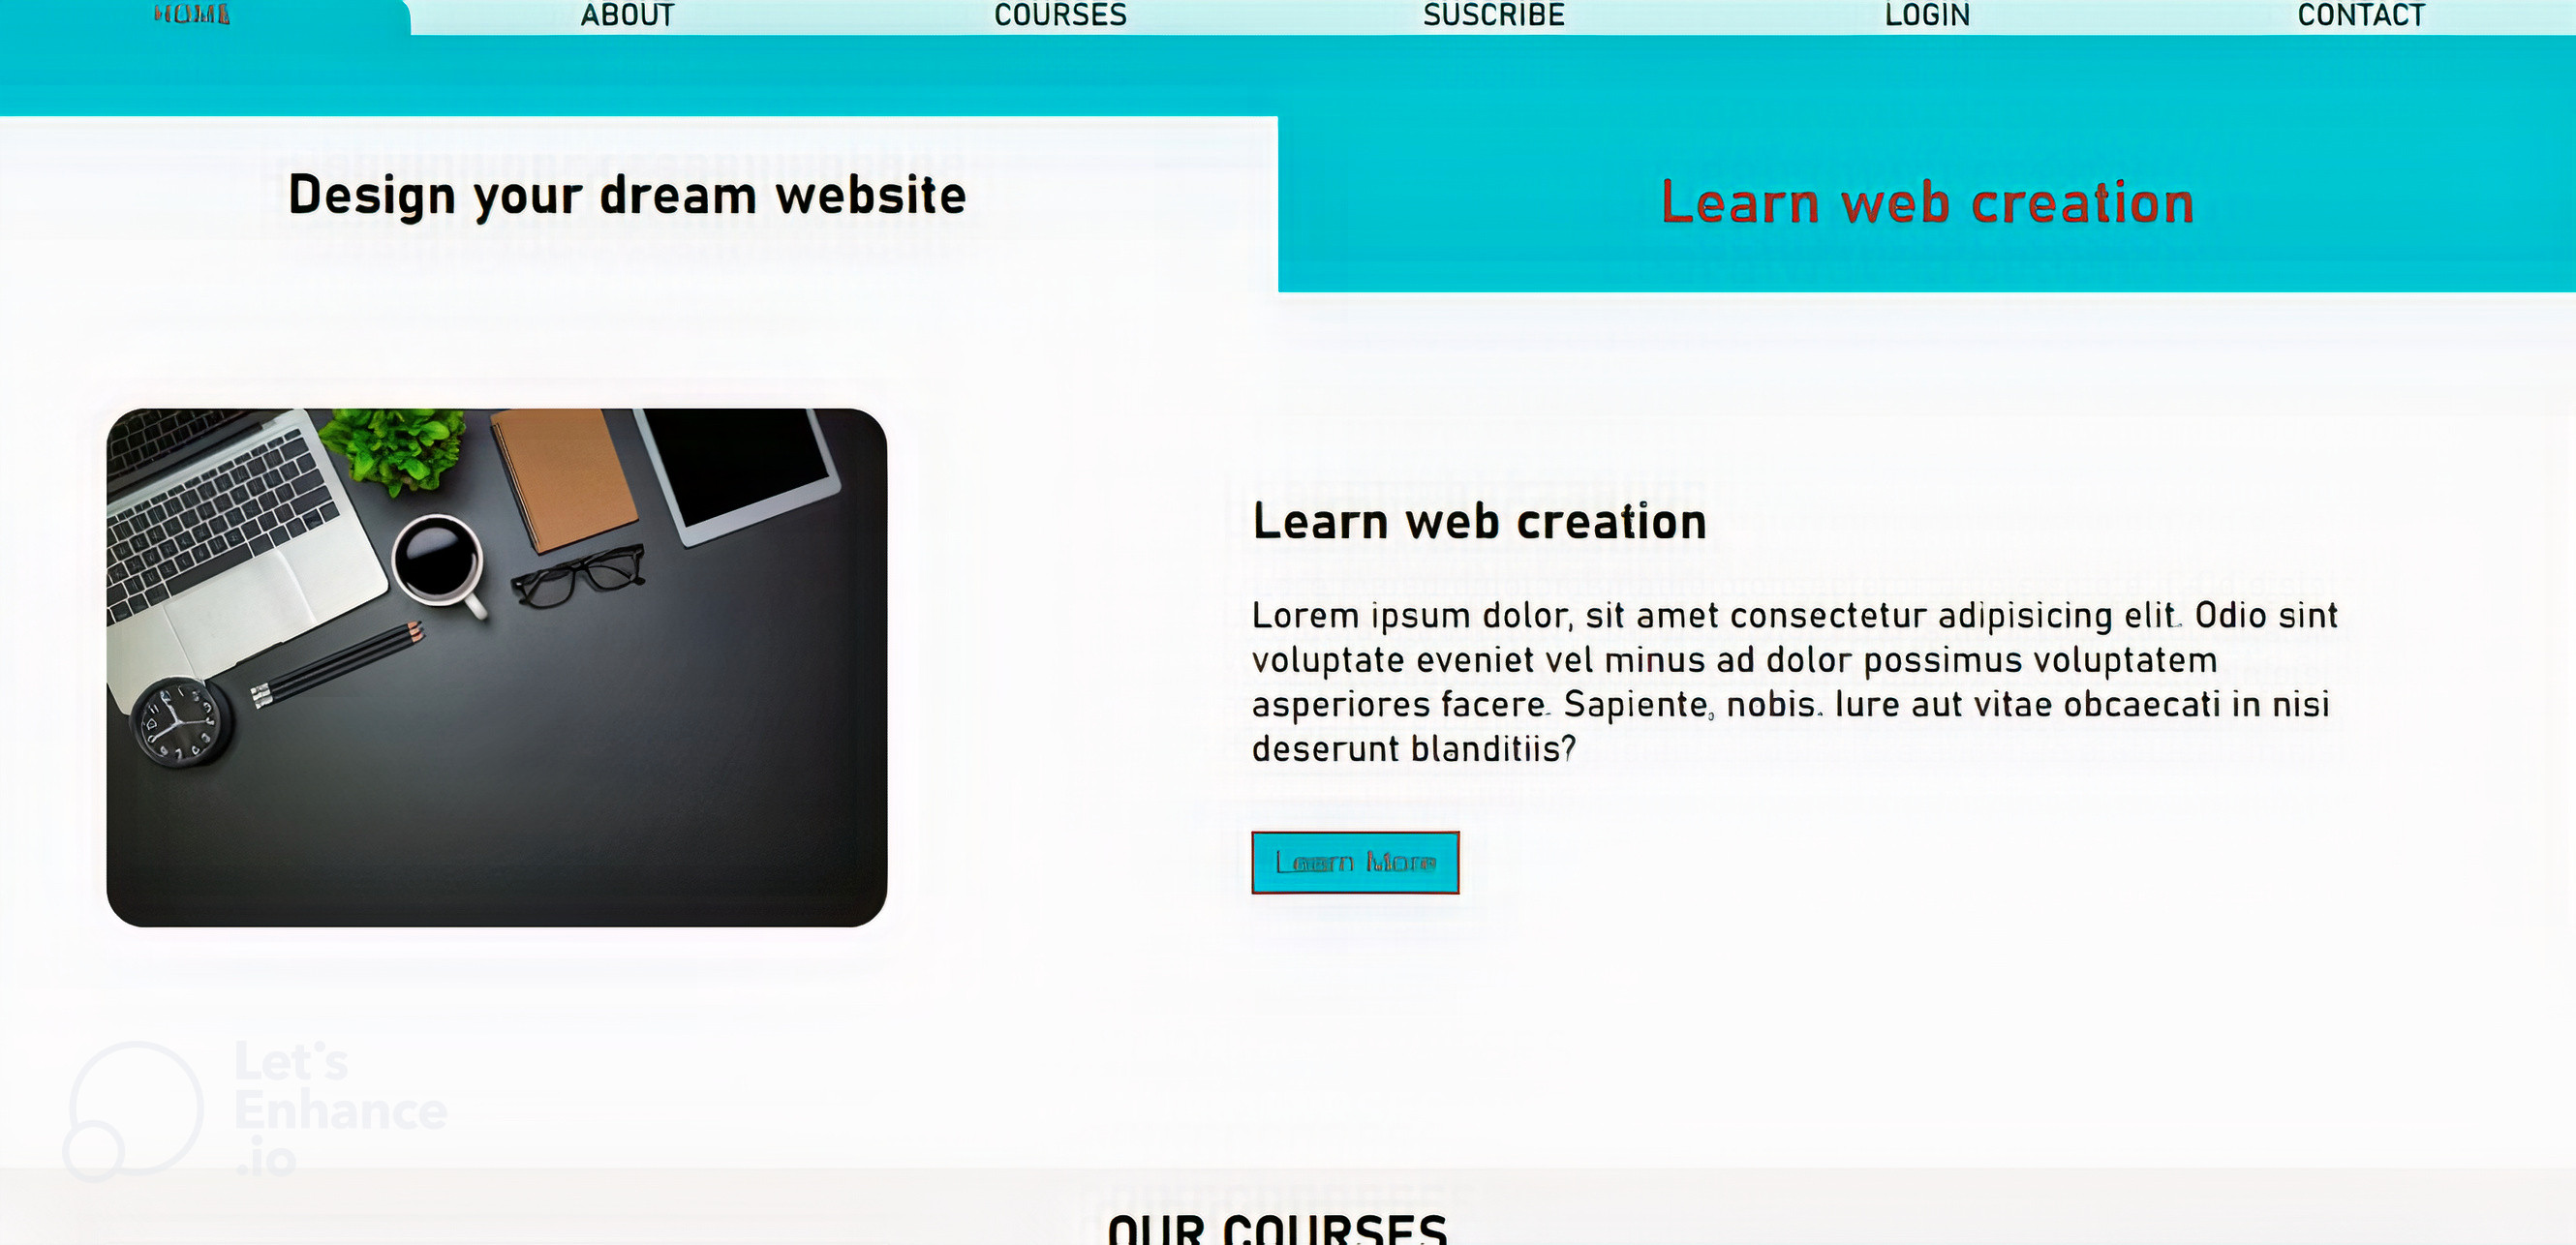 HOME ABOUT COURSES SUSCRIBE LOGIN CONTACT
Design your dream website
Learn web creation
Learn web creation
Lorem ipsum dolor, sit amet consectetur adipisicing elit. Odio sint
voluptate eveniet vel minus ad dolor possimus voluptatem
asperiores facere. Sapiente, nobis. Iure aut vitae obcaecati in nisi
deserunt blanditiis?
Learn More
Let's
Enhance
.io
OUR COURSES